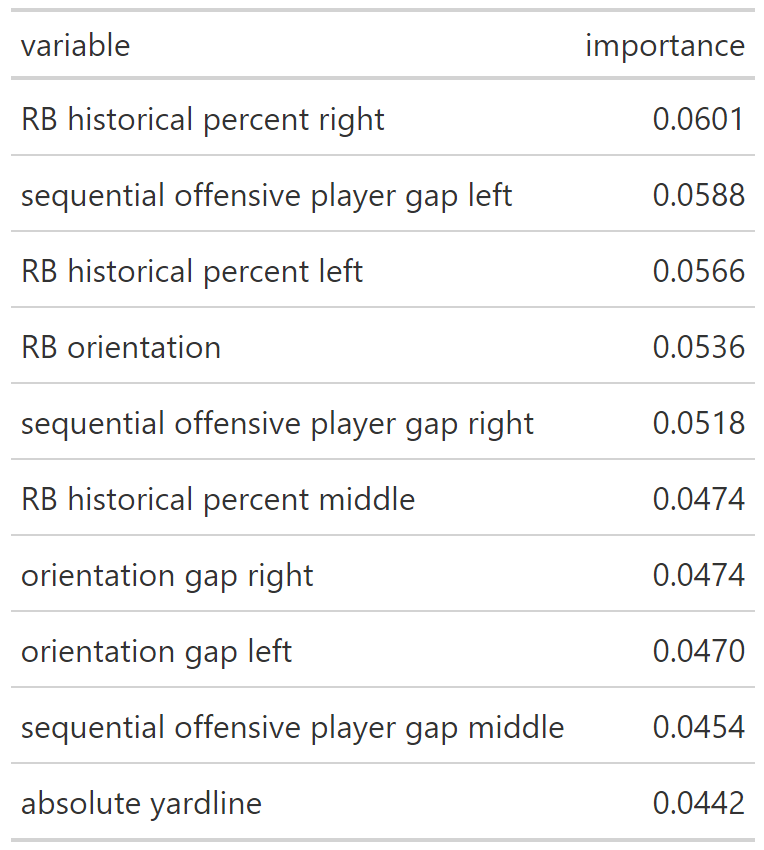 variable importance
RB historical percent right 0.0601
sequential offensive player gap left 0.0588
RB historical percent left 0.0566
RB orientation 0.0536
sequential offensive player gap right 0.0518
RB historical percent middle 0.0474
orientation gap right 0.0474
orientation gap left 0.0470
sequential offensive player gap middle 0.0454
absolute yardline 0.0442